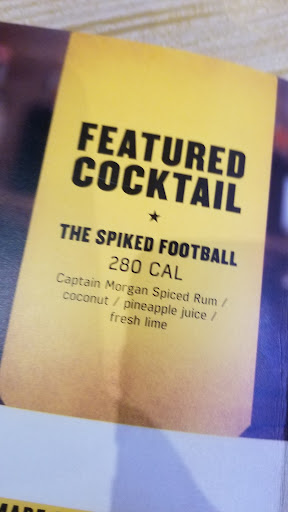 FEATURED
COCKTAIL
★
THE SPIKED FOOTBALL
280 CAL
Captain Morgan Spiced Rum /
coconut / pineapple juice /
fresh lime